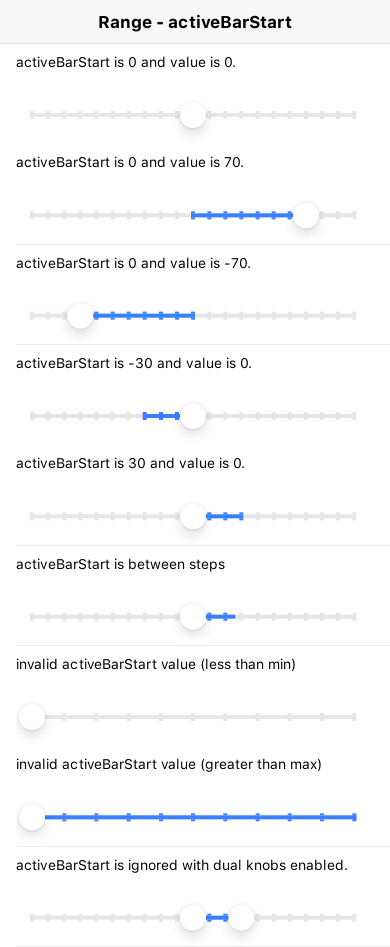 Range - activeBarStart
activeBarStart is 0 and value is 0.
activeBarStart is 0 and value is 70.
activeBarStart is 0 and value is -70.
activeBarStart is -30 and value is 0.
activeBarStart is 30 and value is 0.
activeBarStart is between steps
invalid activeBarStart value (less than min)
invalid activeBarStart value (greater than max)
activeBarStart is ignored with dual knobs enabled.